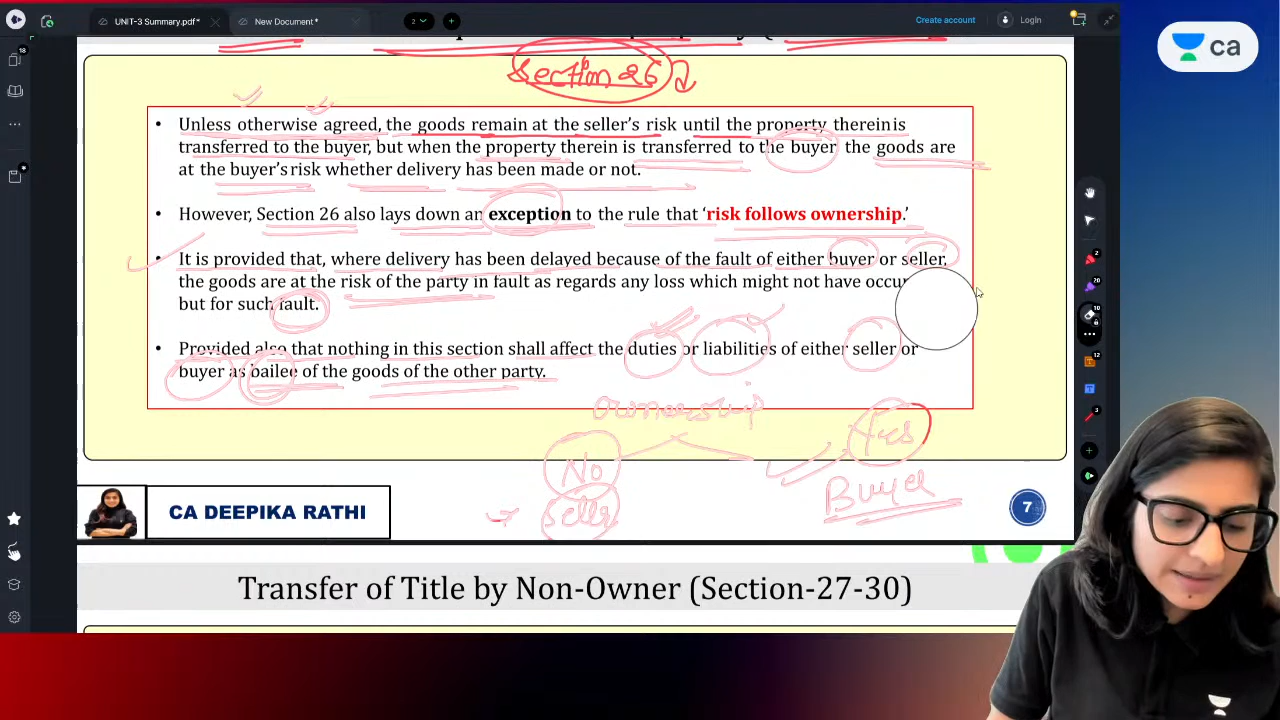 UNIT-3 Summary.pdf*
New Document*
2
Create account
Login
ca
Section 26
• Unless otherwise agreed, the goods remain at the seller's risk until the property therein is
transferred to the buyer, but when the property therein is transferred to the buyer the goods are
at the buyer's risk whether delivery has been made or not.
• However, Section 26 also lays down an exception to the rule that 'risk follows ownership.'
• It is provided that, where delivery has been delayed because of the fault of either buyer or seller,
the goods are at the risk of the party in fault as regards any loss which might not have occur
but for such fault.
• Provided also that nothing in this section shall affect the duties or liabilities of either seller or
buyer as bailee of the goods of the other party.
ownership
No
Yes
Seller
Buyer
CA DEEPIKA RATHI
7
Transfer of Title by Non-Owner (Section-27-30)